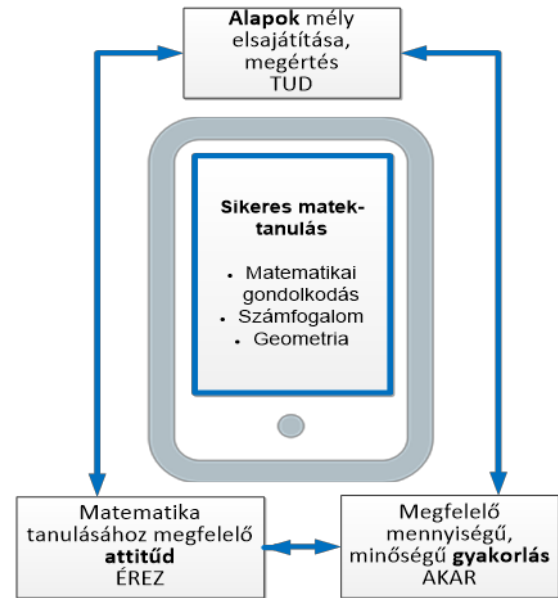 Alapok mély
elsajátítása,
megértés
TUD
Sikeres matek-
tanulás
• Matematikai
gondolkodás
• Számfogalom
• Geometria
Matematika
tanulásához megfelelő
attitűd
ÉREZ
Megfelelő
mennyiségű,
minőségű gyakorlás
AKAR